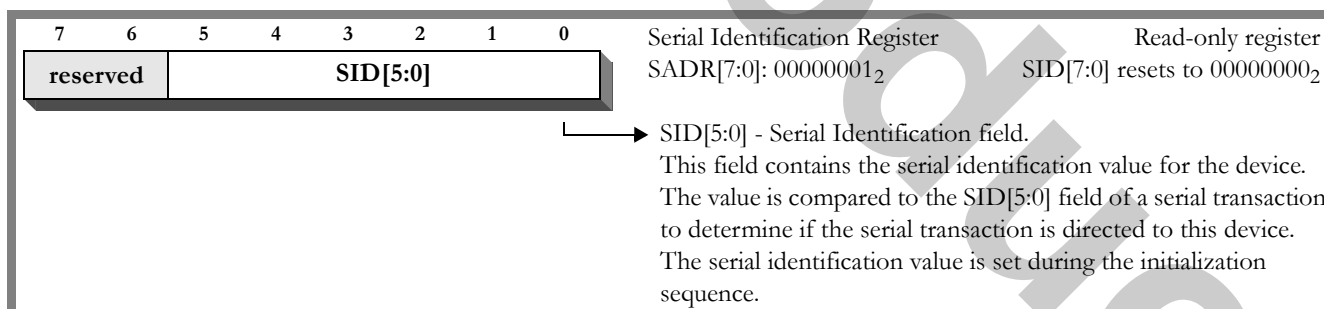 7 6 5 4 3 2 1 0
reserved SID[5:0]
Serial Identification Register Read-only register
SADR[7:0]: 00000001₂ SID[7:0] resets to 00000000₂
SID[5:0] - Serial Identification field.
This field contains the serial identification value for the device.
The value is compared to the SID[5:0] field of a serial transaction
to determine if the serial transaction is directed to this device.
The serial identification value is set during the initialization
sequence.